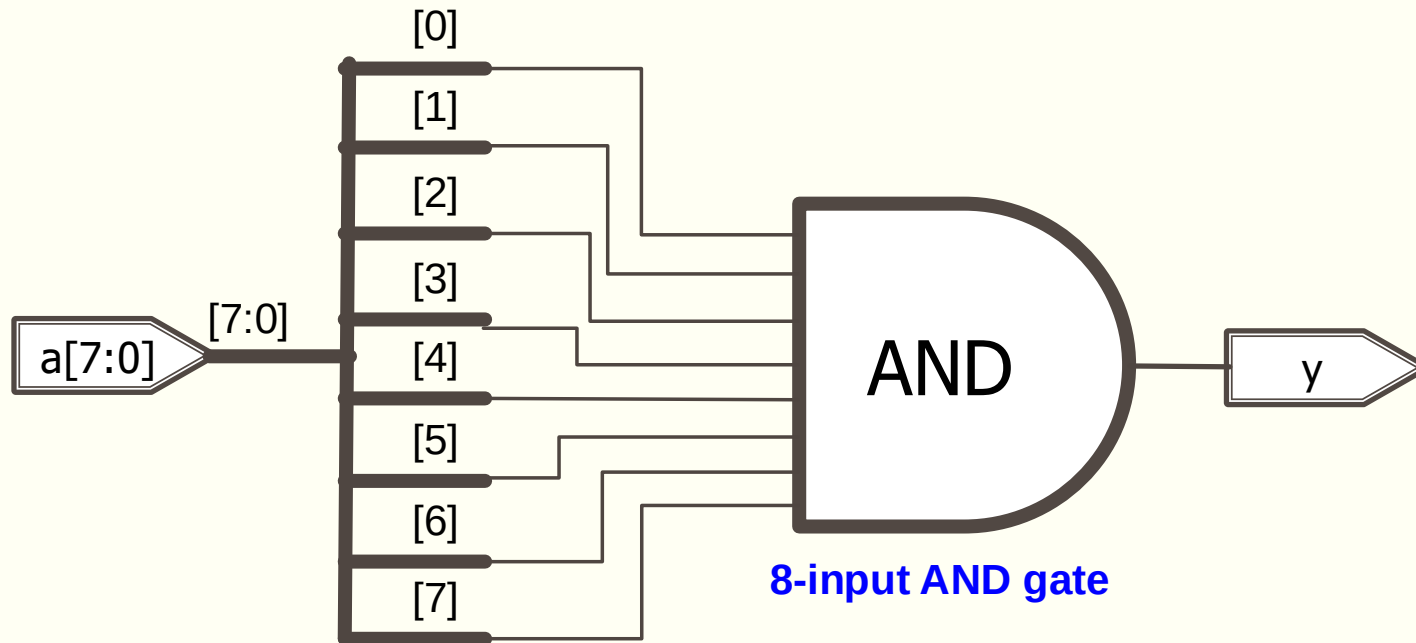 [0]
[1]
[2]
[3]
[7:0]
a[7:0]
[4]
AND
y
[5]
[6]
8-input AND gate
[7]